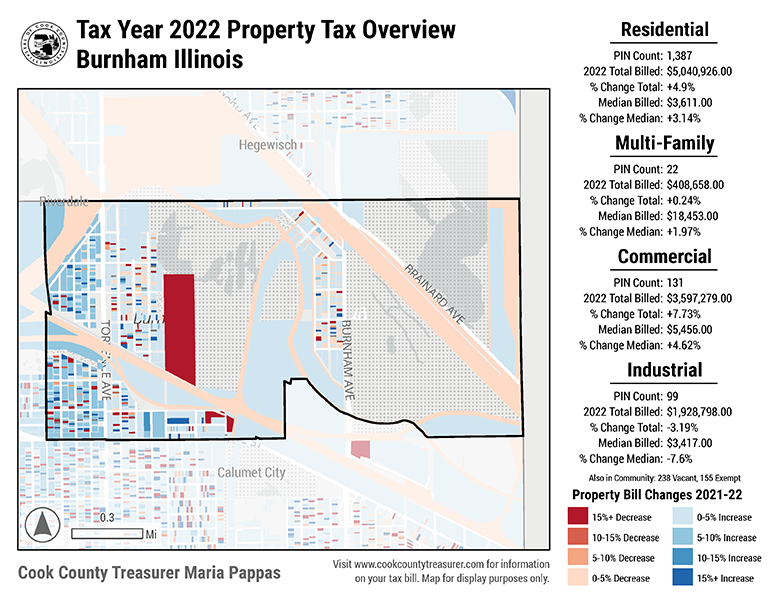 Tax Year 2022 Property Tax Overview
Burnham Illinois
Hegewisch
Riverdale
BRAINARD AVE
BURNHAM AVE
AVE
Calumet City
0.3
Mi
Cook County Treasurer Maria Pappas
Visit www.cookcountytreasurer.com for information
on your tax bill. Map for display purposes only.
Residential
PIN Count: 1,387
2022 Total Billed: $5,040,926.00
% Change Total: +4.9%
Median Billed: $3,611.00
% Change Median: +3.14%
Multi-Family
PIN Count: 22
2022 Total Billed: $408,658.00
% Change Total: +0.24%
Median Billed: $18,453.00
% Change Median: +1.97%
Commercial
PIN Count: 131
2022 Total Billed: $3,597,279.00
% Change Total: +7.73%
Median Billed: $5,456.00
% Change Median: +4.62%
Industrial
PIN Count: 99
2022 Total Billed: $1,928,798.00
% Change Total: -3.19%
Median Billed: $3,417.00
% Change Median: -7.6%
Also in Community: 238 Vacant, 155 Exempt
Property Bill Changes 2021-22
15%+ Decrease
0-5% Increase
10-15% Decrease
5-10% Increase
5-10% Decrease
10-15% Increase
0-5% Decrease
15%+ Increase